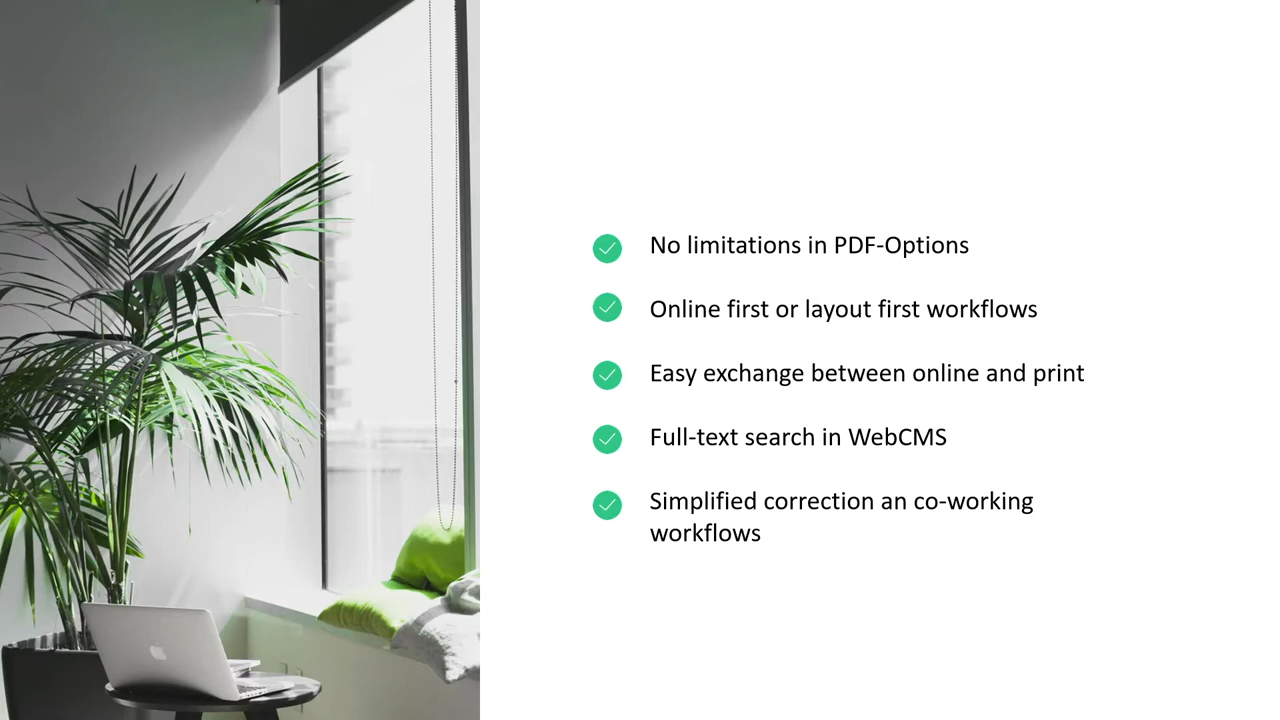 No limitations in PDF-Options
Online first or layout first workflows
Easy exchange between online and print
Full-text search in WebCMS
Simplified correction an co-working
workflows